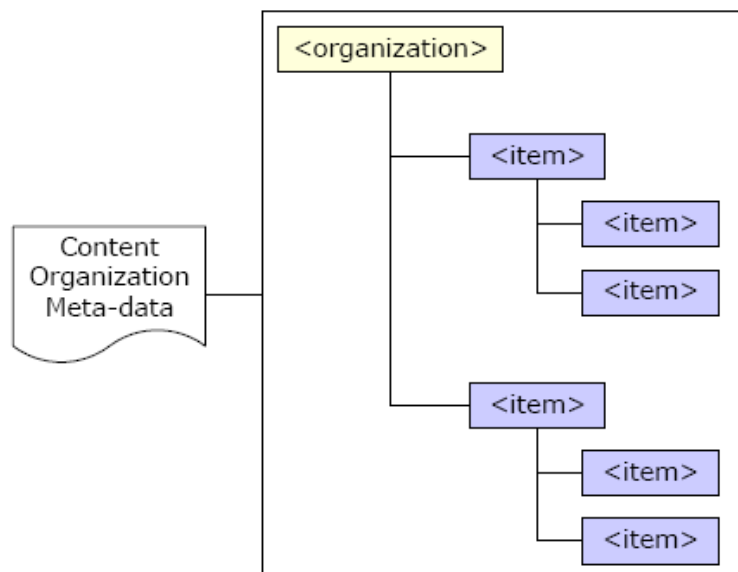 <organization>
<item>
<item>
<item>
Content
Organization
Meta-data
<item>
<item>
<item>